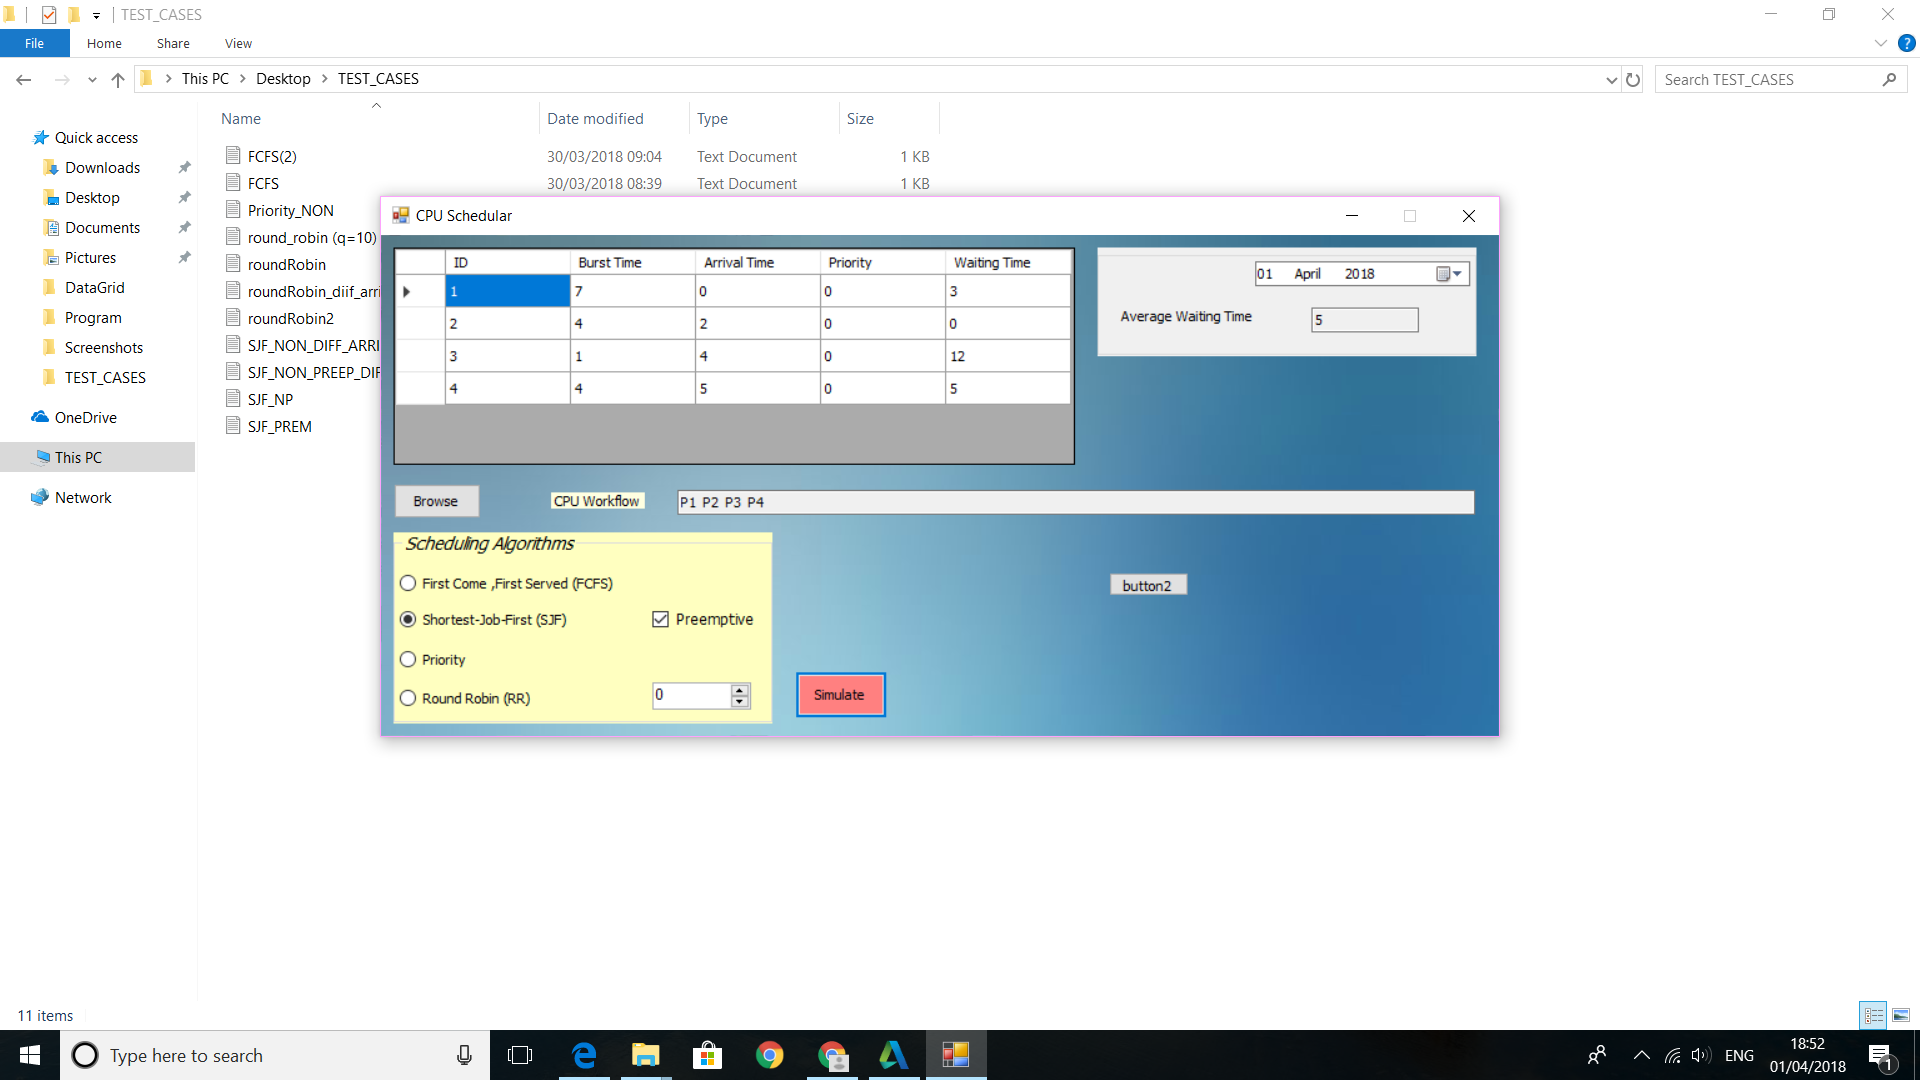 TEST_CASES
File Home Share View
This PC Desktop TEST_CASES
Search TEST_CASES
Name Date modified Type Size
Quick access
Downloads
Desktop
Documents
Pictures
DataGrid
Program
Screenshots
TEST_CASES
OneDrive
This PC
Network
FCFS(2) 30/03/2018 09:04 Text Document 1 KB
FCFS 30/03/2018 08:39 Text Document 1 KB
Priority_NON
round_robin (q=10)
roundRobin
roundRobin_diif_arri
roundRobin2
SJF_NON_DIFF_ARRI
SJF_NON_PREEP_DIF
SJF_NP
SJF_PREM
CPU Schedular
ID Burst Time Arrival Time Priority Waiting Time
1 7 0 0 3
2 4 2 0 0
3 1 4 0 12
4 4 5 0 5
01 April 2018
Average Waiting Time 5
Browse CPU Workflow P1 P2 P3 P4
Scheduling Algorithms
First Come ,First Served (FCFS)
Shortest-Job-First (SJF) Preemptive
Priority
Round Robin (RR) 0
Simulate
button2
11 items
Type here to search
ENG
18:52
01/04/2018
1